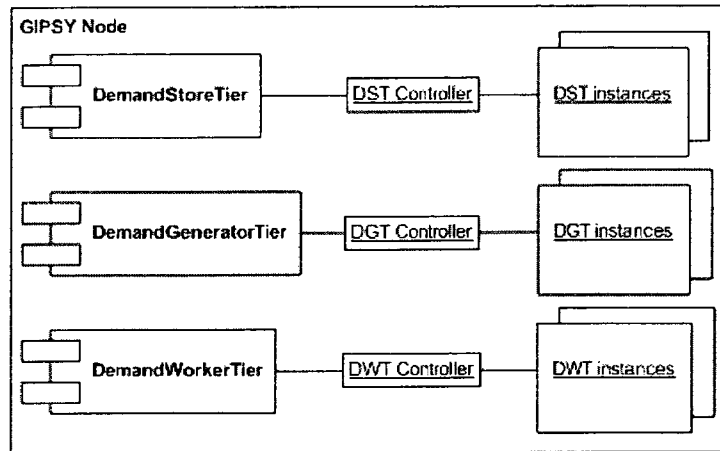 GIPSY Node
DemandStoreTier
DST Controller
DST instances
DemandGeneratorTier
DGT Controller
DGT instances
DemandWorkerTier
DWT Controller
DWT instances